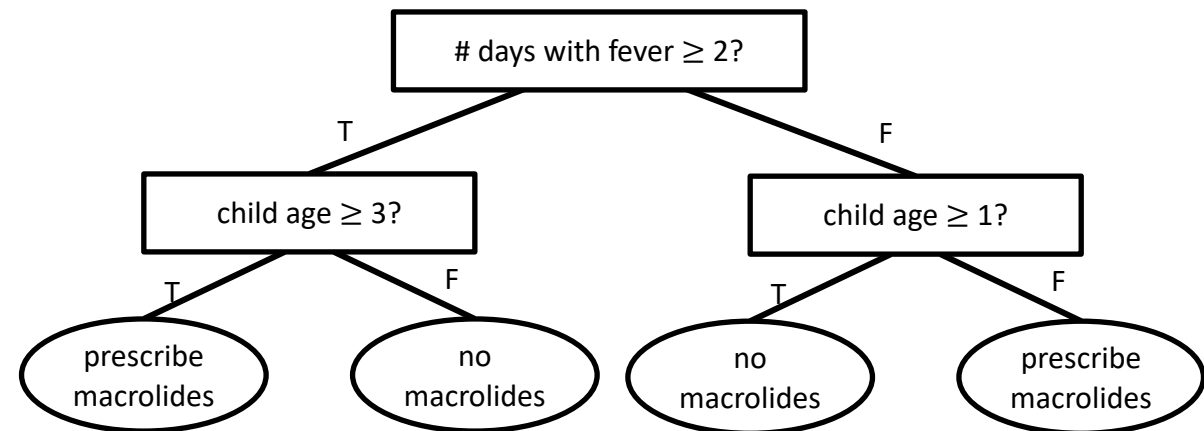 # days with fever ≥ 2?
T
F
child age ≥ 3?
child age ≥ 1?
T
F
T
F
prescribe
macrolides
no
macrolides
no
macrolides
prescribe
macrolides